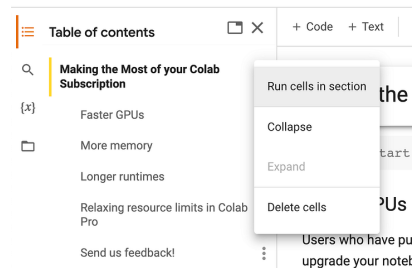 Table of contents
+ Code + Text
Making the Most of your Colab
Subscription
Faster GPUs
More memory
Longer runtimes
Relaxing resource limits in Colab
Pro
Send us feedback!
{x}
Run cells in section
Collapse
Expand
Delete cells
the
tart
PUs
Users who have pu
upgrade your noteb